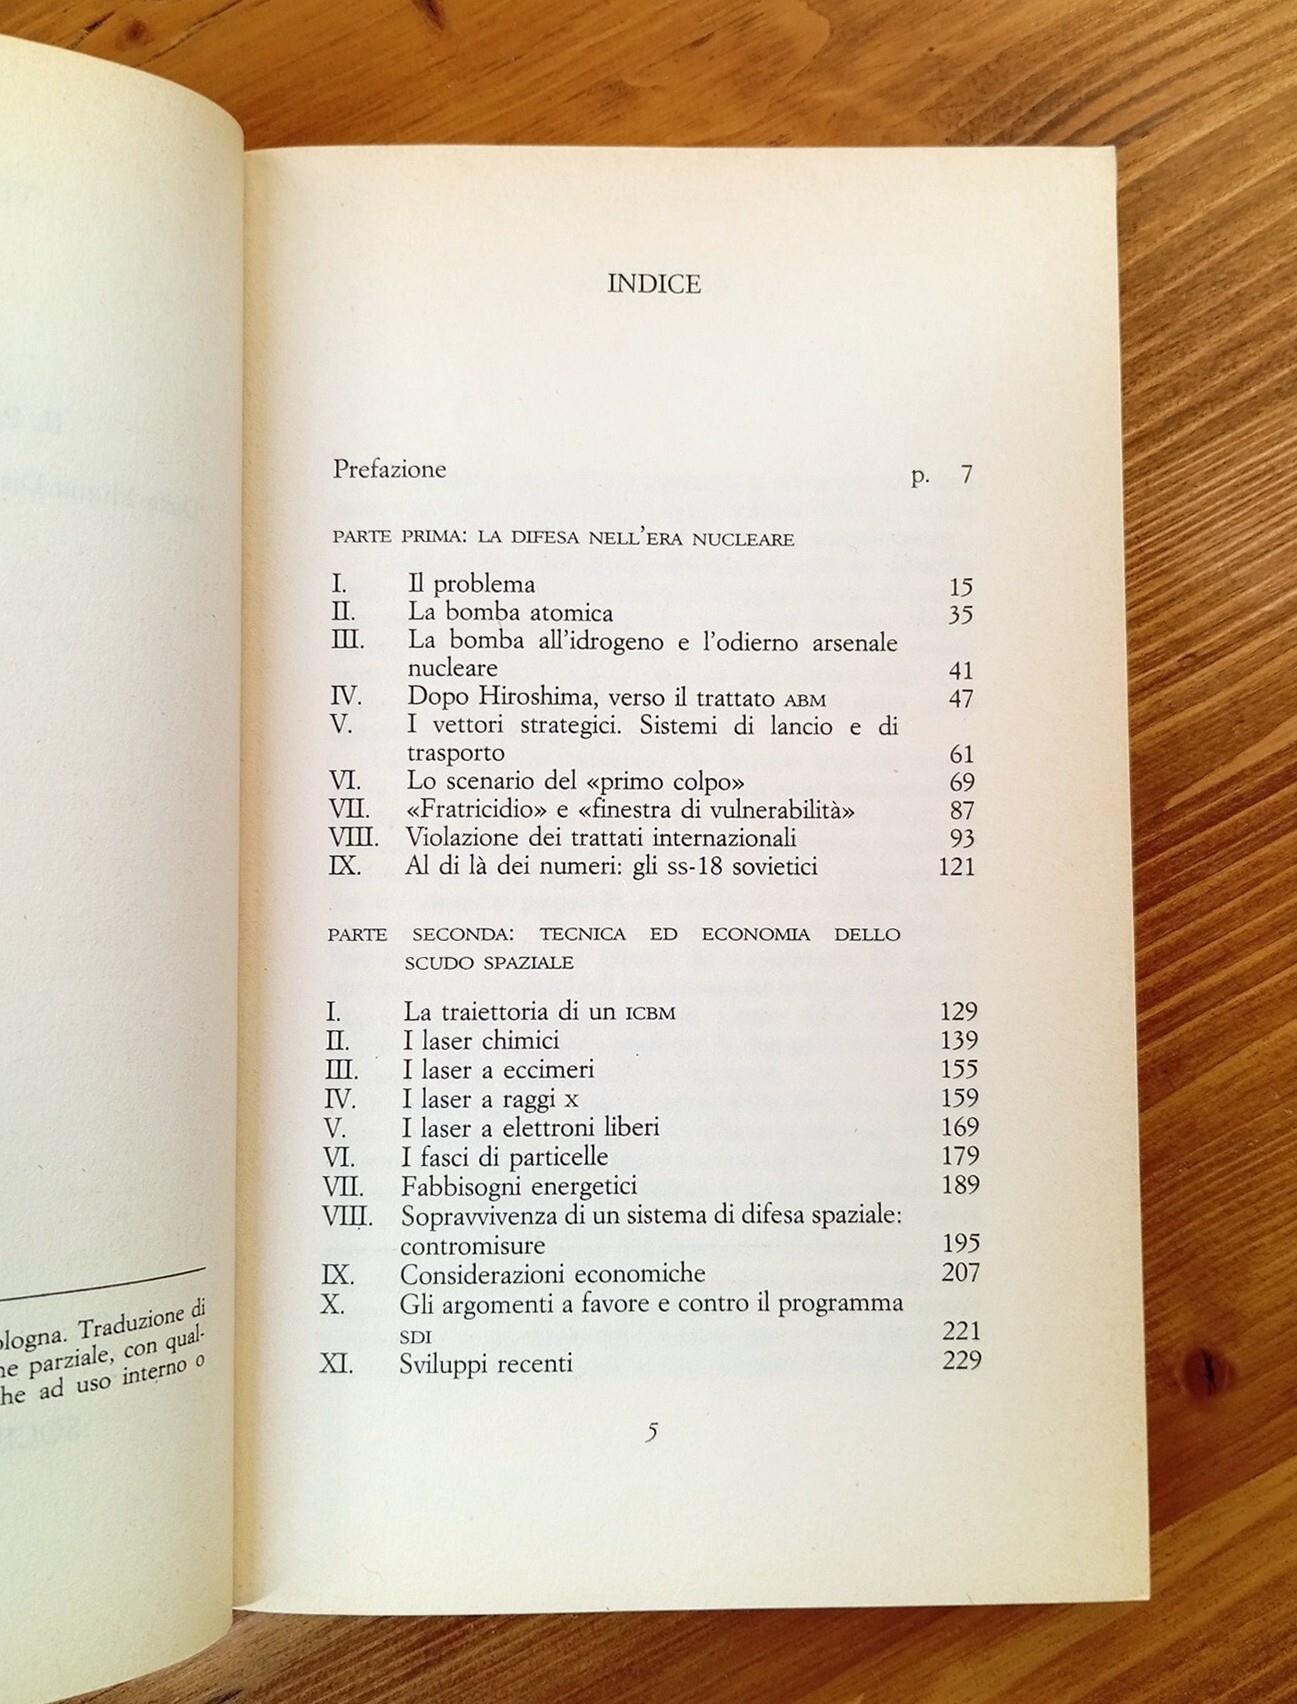 ologna. Traduzione di
ne parziale, con qual-
he ad uso interno o
INDICE
Prefazione p. 7
PARTE PRIMA: LA DIFESA NELL'ERA NUCLEARE
I. Il problema 15
II. La bomba atomica 35
III. La bomba all'idrogeno e l'odierno arsenale
nucleare 41
IV. Dopo Hiroshima, verso il trattato ABM 47
V. I vettori strategici. Sistemi di lancio e di
trasporto 61
VI. Lo scenario del «primo colpo» 69
VII. «Fratricidio» e «finestra di vulnerabilità» 87
VIII. Violazione dei trattati internazionali 93
IX. Al di là dei numeri: gli ss-18 sovietici 121
PARTE SECONDA: TECNICA ED ECONOMIA DELLO
SCUDO SPAZIALE
I. La traiettoria di un ICBM 129
II. I laser chimici 139
III. I laser a eccimeri 155
IV. I laser a raggi x 159
V. I laser a elettroni liberi 169
VI. I fasci di particelle 179
VII. Fabbisogni energetici 189
VIII. Sopravvivenza di un sistema di difesa spaziale:
contromisure 195
IX. Considerazioni economiche 207
X. Gli argomenti a favore e contro il programma
SDI 221
XI. Sviluppi recenti 229
5